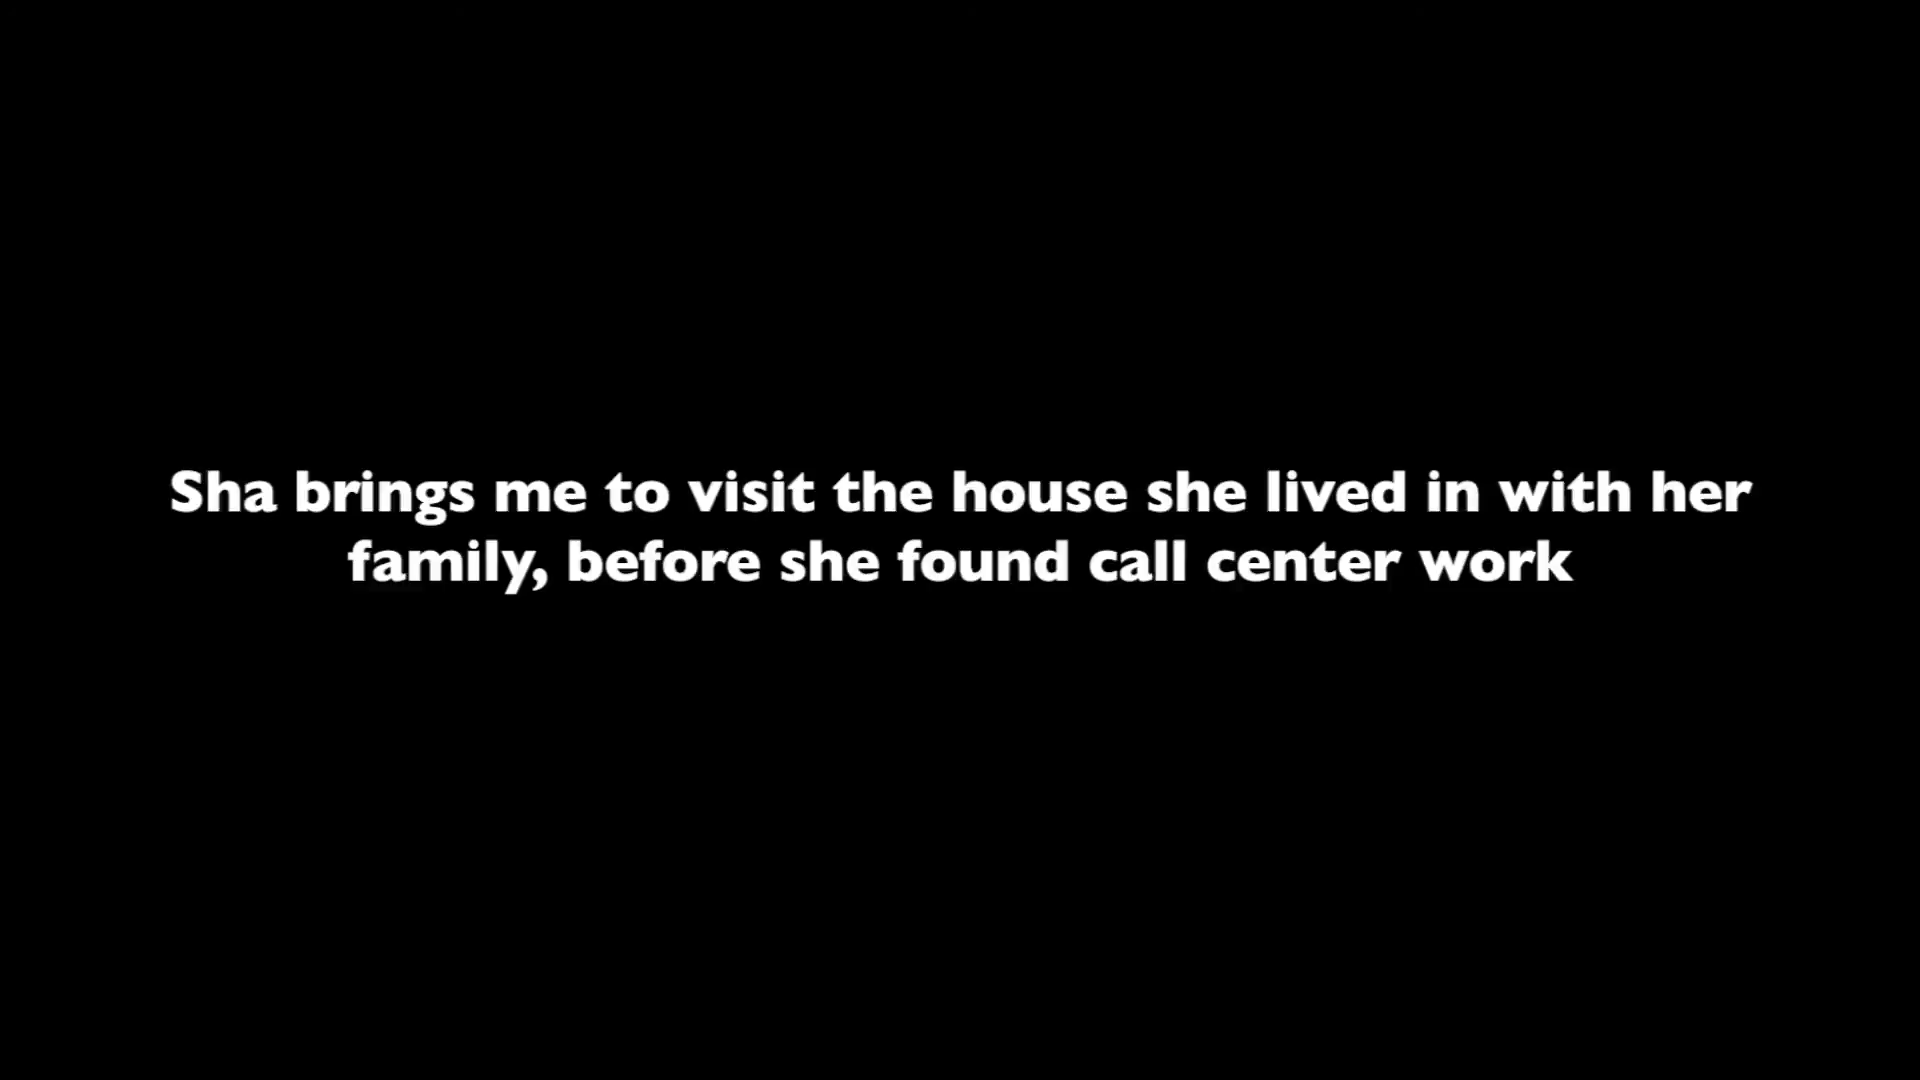 Sha brings me to visit the house she lived in with her
family, before she found call center work